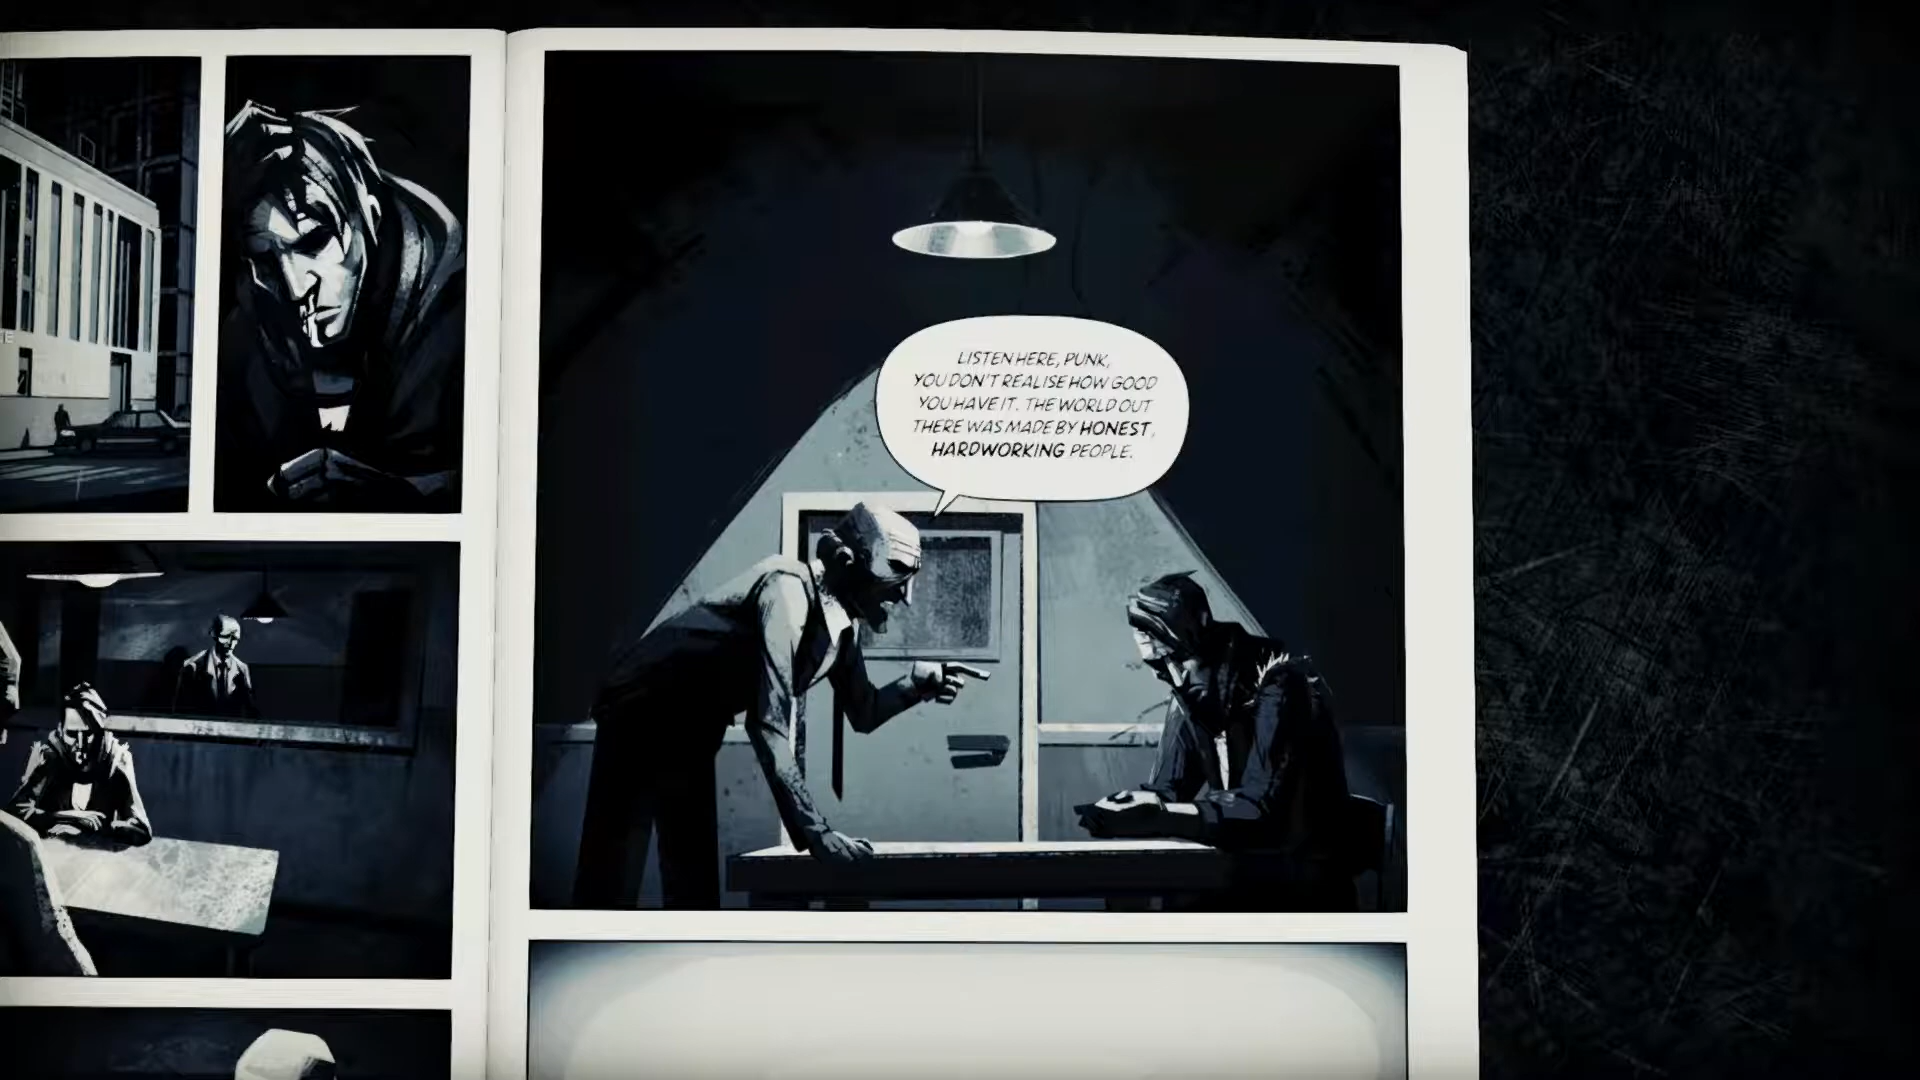 LISTEN HERE, PUNK,
YOU DON'T REALISE HOW GOOD
YOU HAVE IT. THE WORLD OUT
THERE WAS MADE BY HONEST,
HARDWORKING PEOPLE.